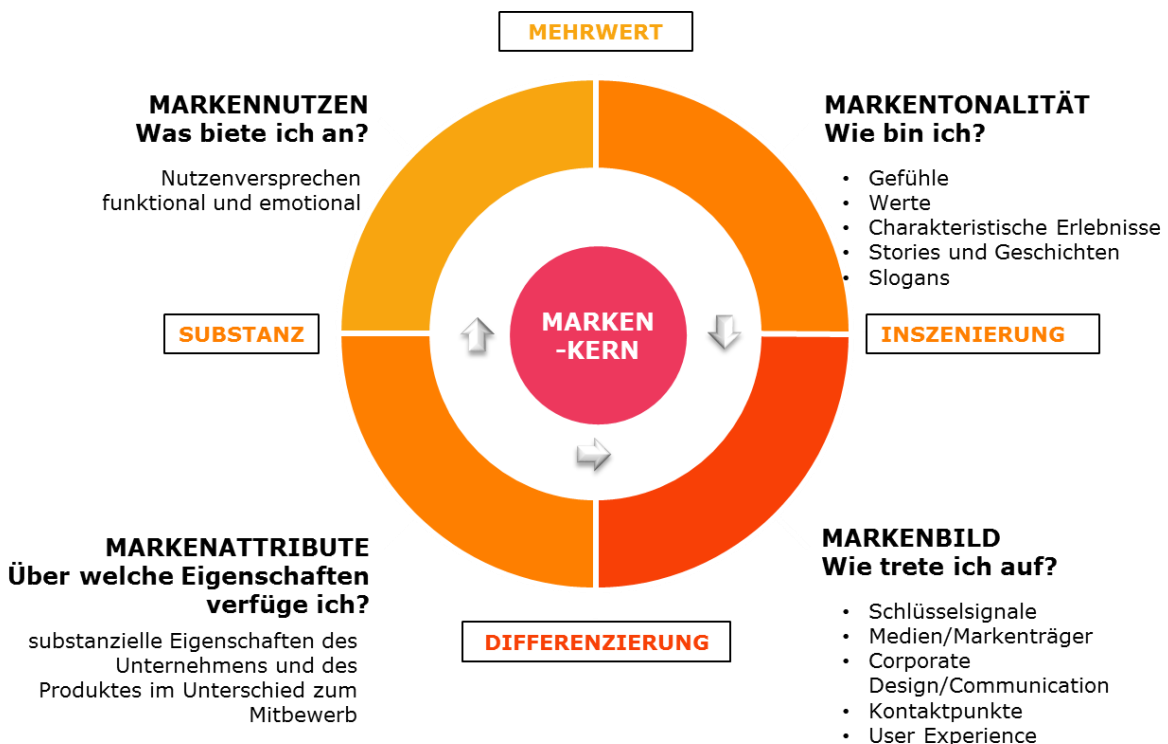 MEHRWERT
MARKENNUTZEN
Was biete ich an?
Nutzenversprechen
funktional und emotional
MARKENTONALITÄT
Wie bin ich?
• Gefühle
• Werte
• Charakteristische Erlebnisse
• Stories und Geschichten
• Slogans
SUBSTANZ
MARKEN
-KERN
INSZENIERUNG
MARKENATTRIBUTE
Über welche Eigenschaften
verfüge ich?
substanzielle Eigenschaften des
Unternehmens und des
Produktes im Unterschied zum
Mitbewerb
DIFFERENZIERUNG
MARKENBILD
Wie trete ich auf?
• Schlüsselsignale
• Medien/Markenträger
• Corporate
Design/Communication
• Kontaktpunkte
• User Experience